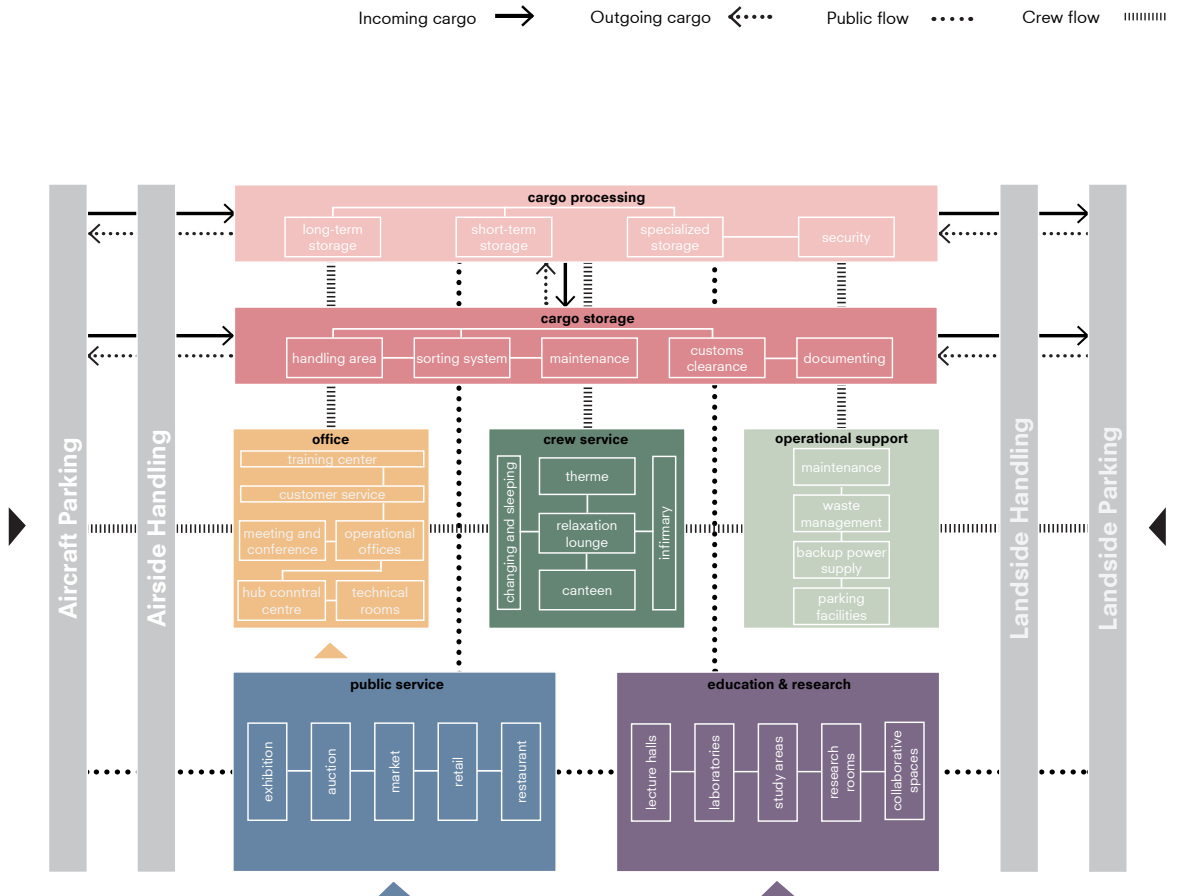 Incoming cargo
Outgoing cargo
Public flow
Crew flow
Aircraft Parking
Airside Handling
cargo processing
long-term
storage
short-term
storage
specialized
storage
security
cargo storage
handling area
sorting system
maintenance
customs
clearance
documenting
office
training center
customer service
meeting and
conference
operational
offices
hub conntral
centre
technical
rooms
crew service
changing and sleeping
therme
relaxation
lounge
canteen
infirmary
operational support
maintenance
waste
management
backup power
supply
parking
facilities
public service
exhibition
auction
market
retail
restaurant
education & research
lecture halls
laboratories
study areas
research
rooms
collaborative
spaces
Landside Handling
Landside Parking